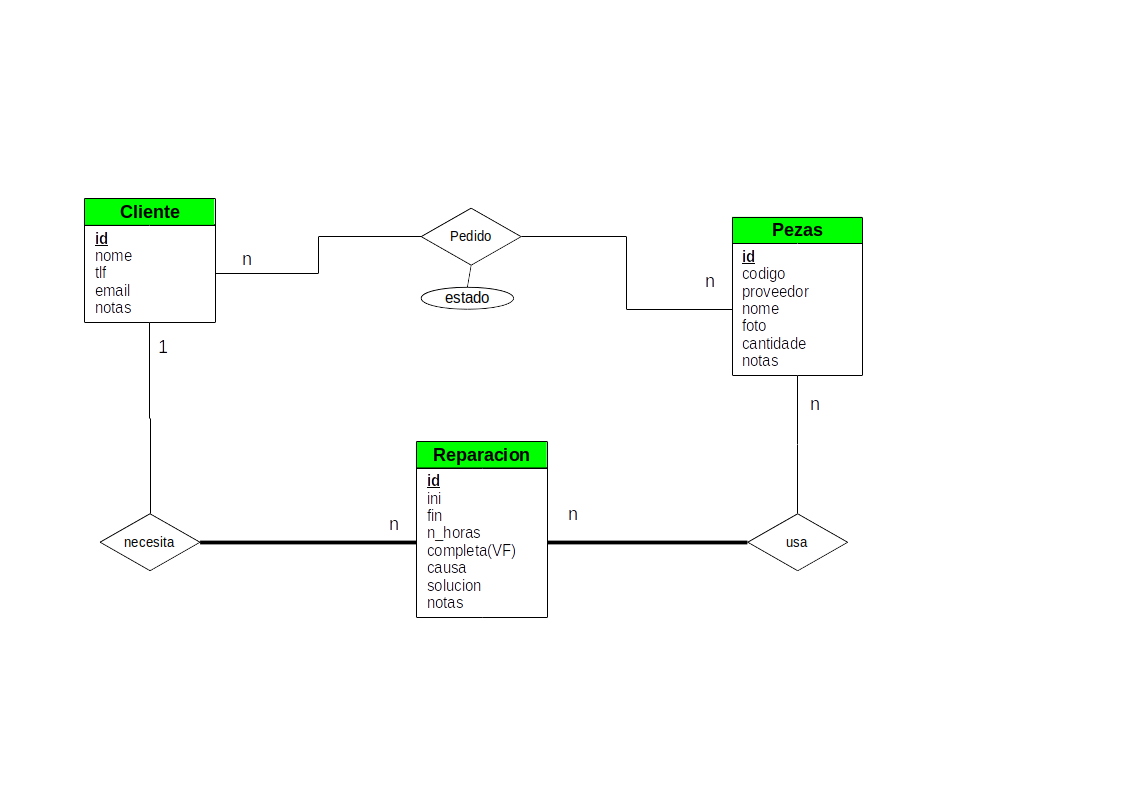 Cliente
id
nome
tlf
email
notas
n
Pedido
estado
n
Pezas
id
codigo
proveedor
nome
foto
cantidade
notas
1
n
necesita
n
Reparacion
id
ini
fin
n_horas
completa(VF)
causa
solucion
notas
n
usa